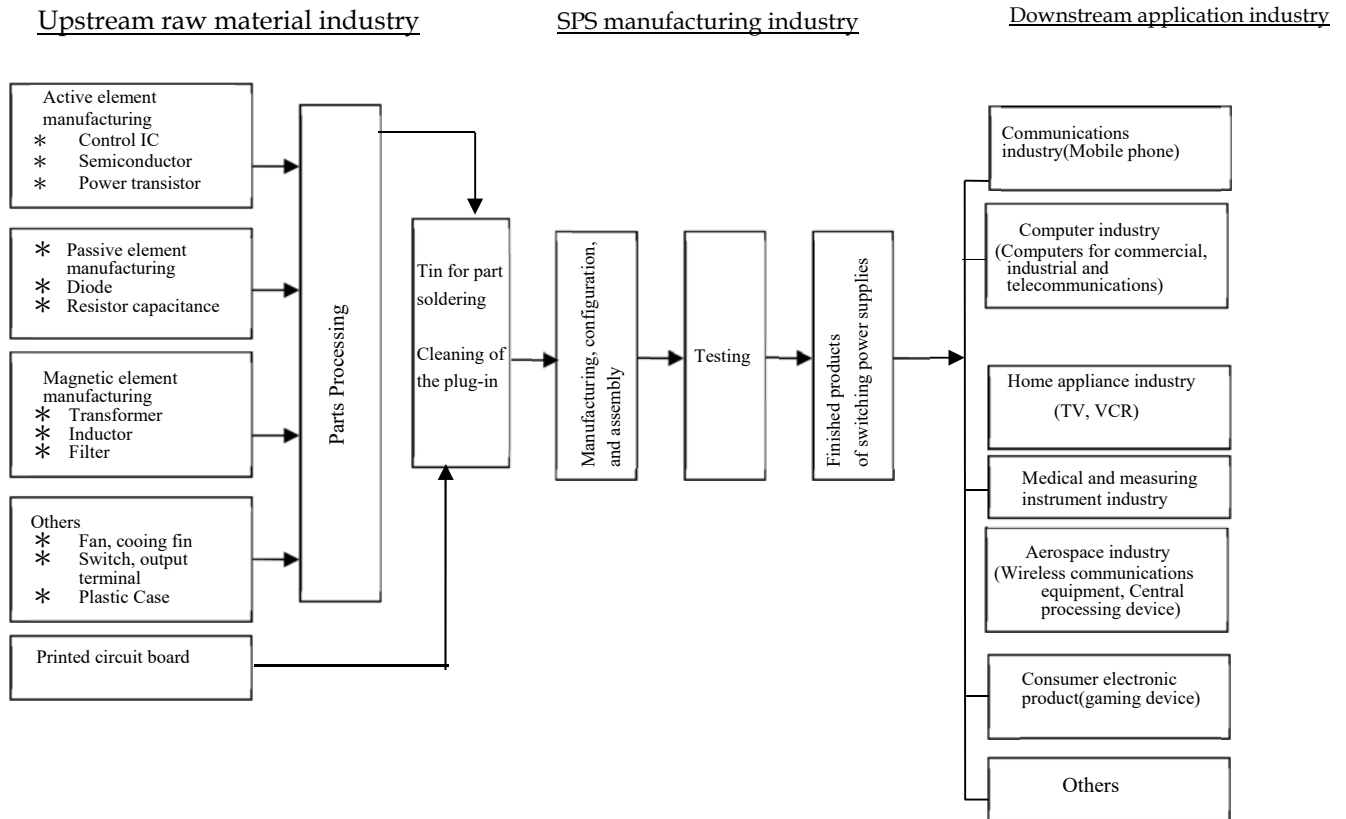 Upstream raw material industry
SPS manufacturing industry
Downstream application industry
Active element
manufacturing
* Control IC
* Semiconductor
* Power transistor
* Passive element
manufacturing
* Diode
* Resistor capacitance
Magnetic element
manufacturing
* Transformer
* Inductor
* Filter
Others
* Fan, cooing fin
* Switch, output
terminal
* Plastic Case
Printed circuit board
Parts Processing
Tin for part
soldering
Cleaning of
the plug-in
Manufacturing, configuration,
and assembly
Testing
Finished products
of switching power supplies
Communications
industry(Mobile phone)
Computer industry
(Computers for commercial,
industrial and
telecommunications)
Home appliance industry
(TV, VCR)
Medical and measuring
instrument industry
Aerospace industry
(Wireless communications
equipment, Central
processing device)
Consumer electronic
product(gaming device)
Others